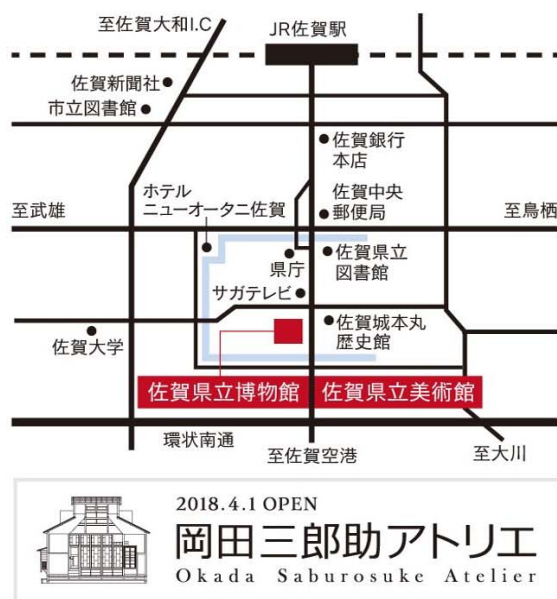 至佐賀大和I.C
JR佐賀駅
佐賀新聞社
市立図書館
佐賀銀行
本店
ホテル
ニューオータニ佐賀
佐賀中央
郵便局
至武雄
至鳥栖
県庁
佐賀県立
図書館
サガテレビ
佐賀大学
佐賀城本丸
歴史館
佐賀県立博物館
佐賀県立美術館
環状南通
至佐賀空港
至大川
2018.4.1 OPEN
岡田三郎助アトリエ
Okada Saburosuke Atelier